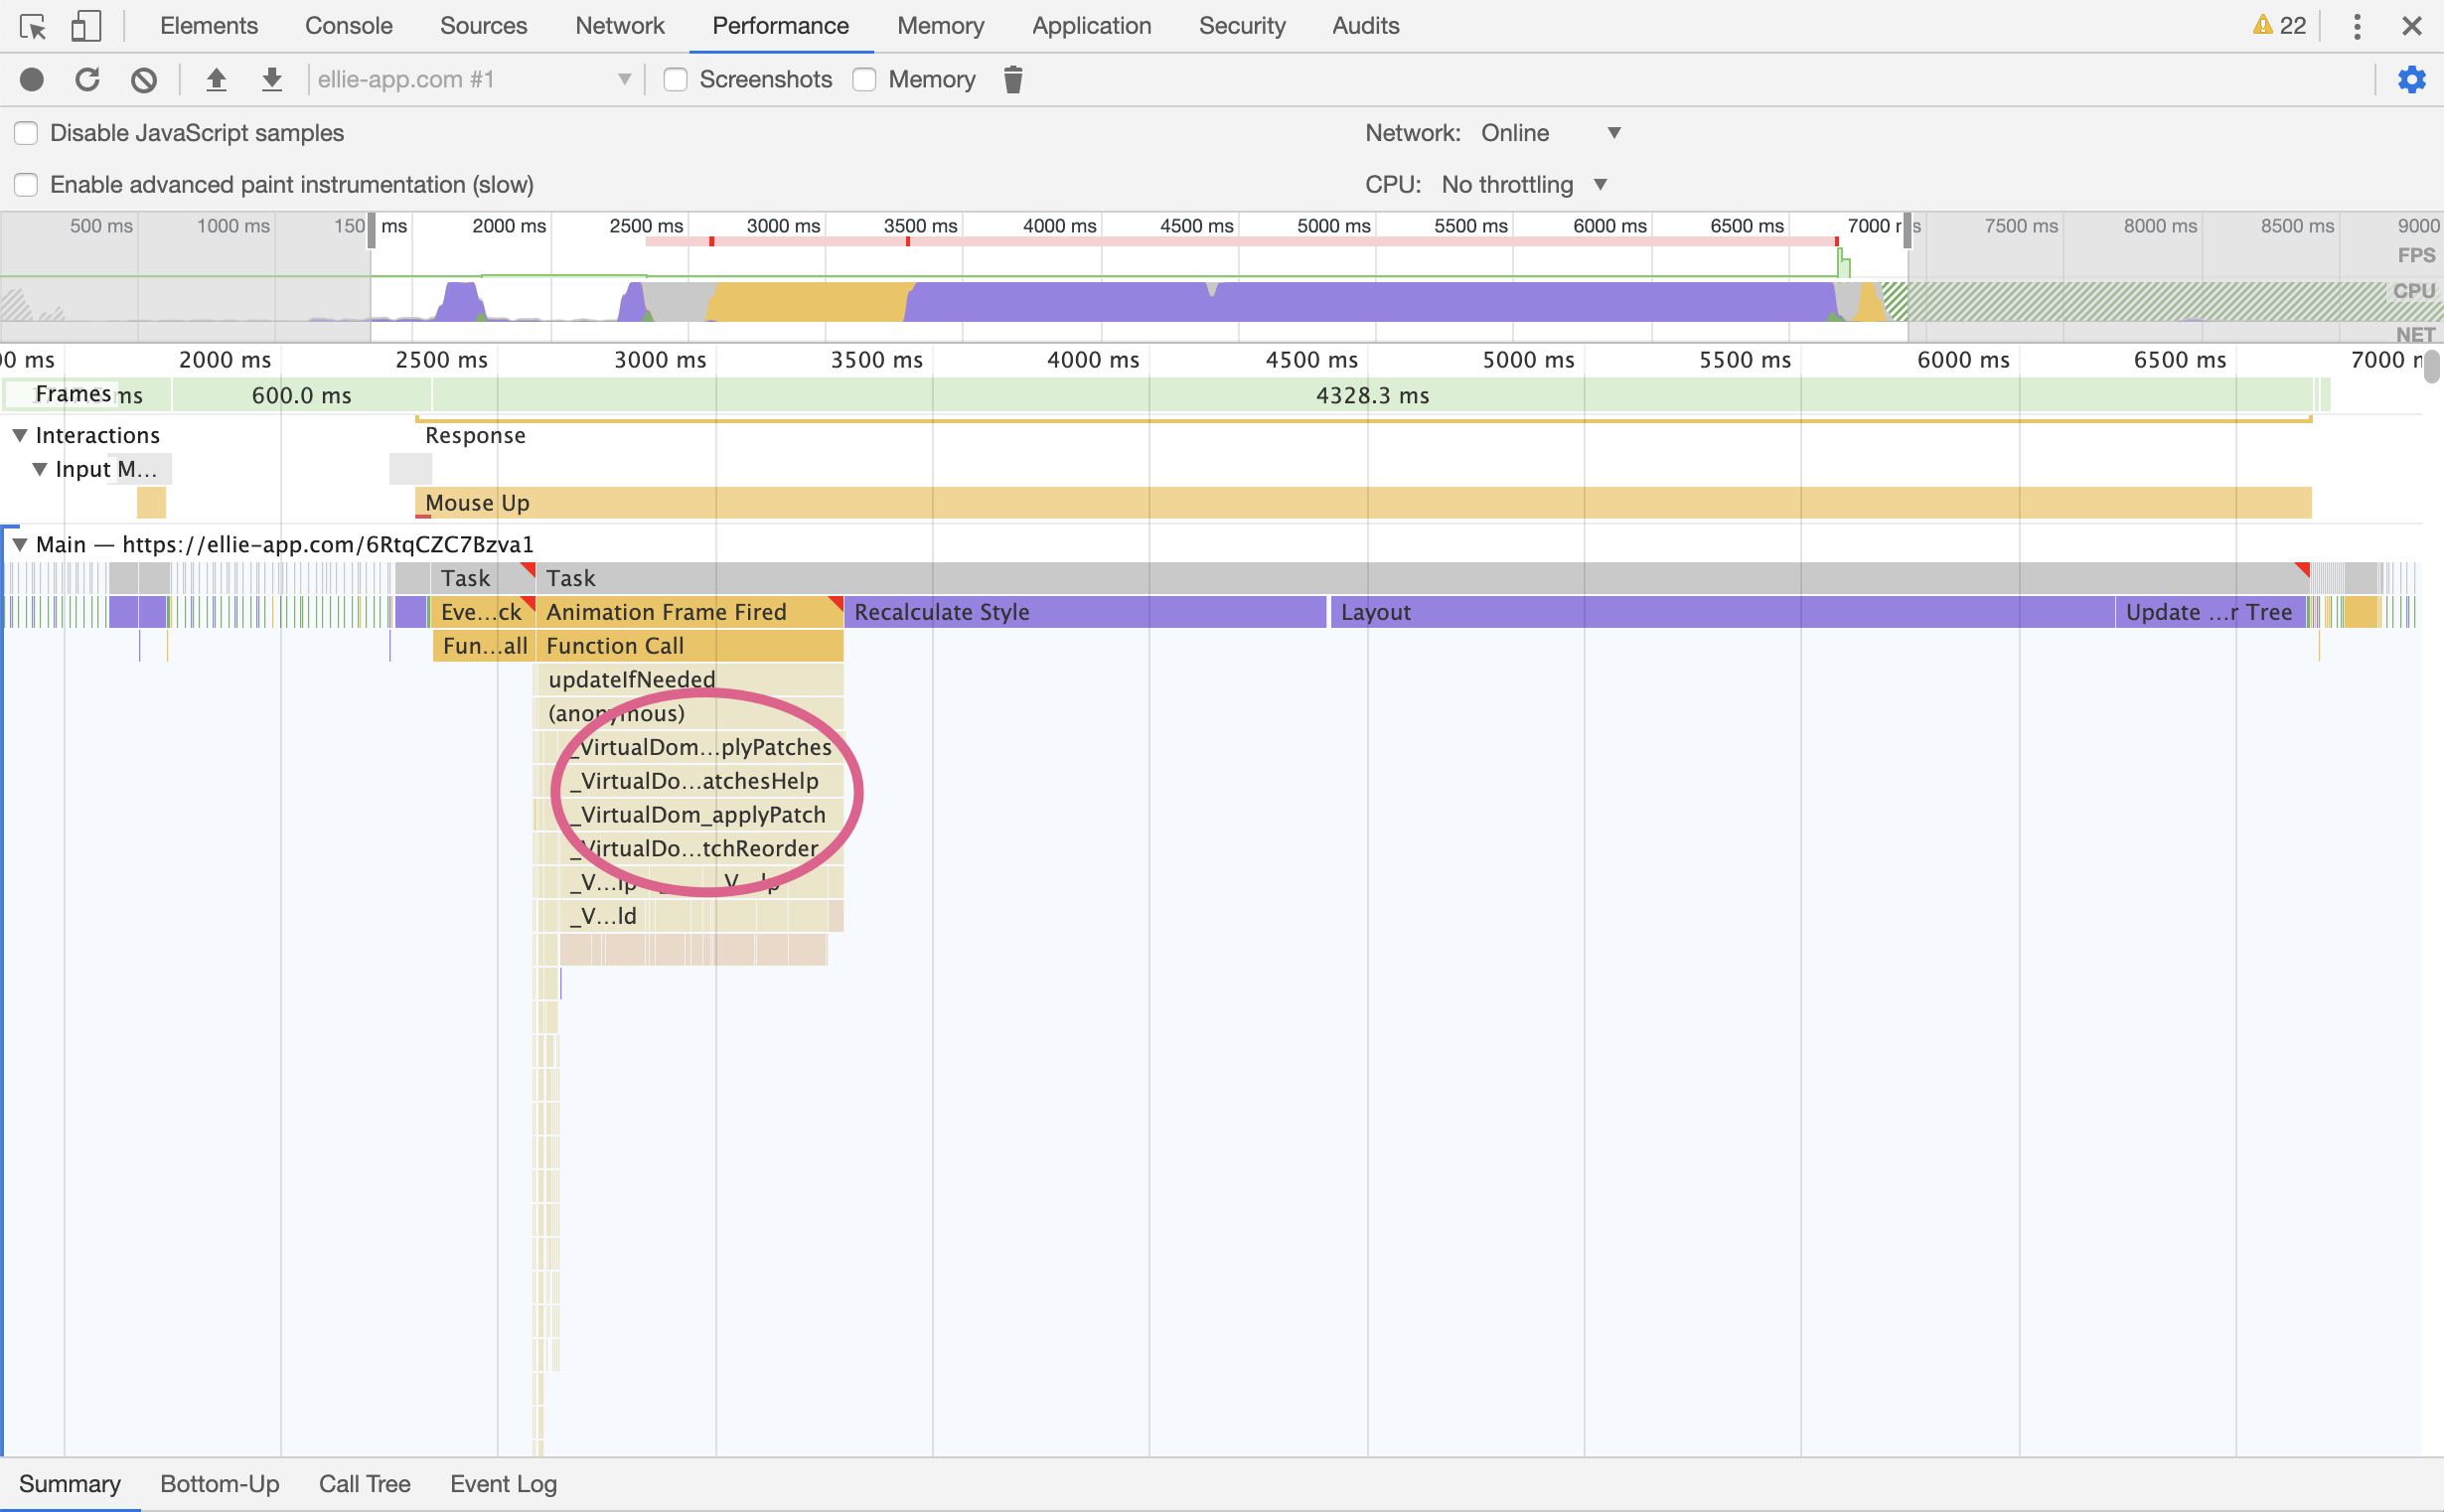 Elements Console Sources Network Performance Memory Application Security Audits 22
ellie-app.com #1 Screenshots Memory
Disable JavaScript samples Network: Online
Enable advanced paint instrumentation (slow) CPU: No throttling
500 ms 1000 ms 150 ms 2000 ms 2500 ms 3000 ms 3500 ms 4000 ms 4500 ms 5000 ms 5500 ms 6000 ms 6500 ms 7000 s 7500 ms 8000 ms 8500 ms 9000
FPS
CPU
NET
00 ms 2000 ms 2500 ms 3000 ms 3500 ms 4000 ms 4500 ms 5000 ms 5500 ms 6000 ms 6500 ms 7000
Frames ms 600.0 ms 4328.3 ms
Interactions Response
Input M...
Mouse Up
Main — https://ellie-app.com/6RtqCZC7Bzva1
Task Task
Eve...ck Animation Frame Fired Recalculate Style Layout Update ...r Tree
Fun...all Function Call
updateIfNeeded
(anonymous)
_VirtualDom...plyPatches
_VirtualDo...atchesHelp
_VirtualDom_applyPatch
_VirtualDo...tchReorder
_V...lp _V...lp
_V...ld
Summary Bottom-Up Call Tree Event Log